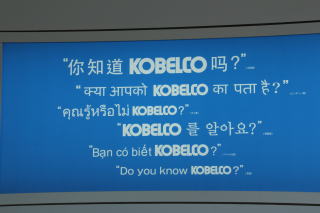 “你知道 KOBELCO 吗?”
“क्या आपको KOBELCO का पता है?”
“คุณรู้หรือไม่ KOBELCO?”
“KOBELCO 를 알아요?”
“Bạn có biết KOBELCO?”
“Do you know KOBELCO?”